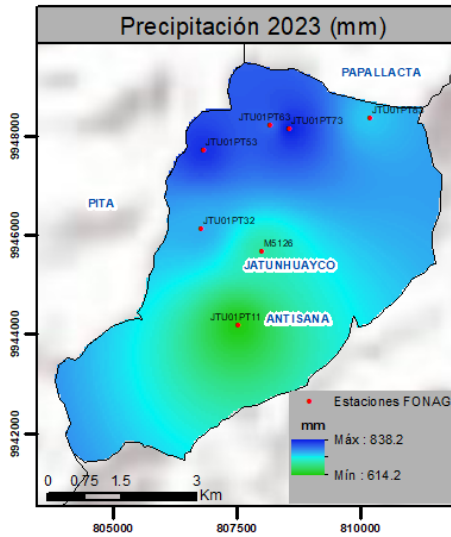 Precipitación 2023 (mm)
PAPALLACTA
JTU01PT63
JTU01PT83
JTU01PT73
9948000
JTU01PT53
PITA
JTU01PT32
9946000
M5126
JATUNHUAYCO
JTU01PT11
ANTISANA
9944000
Estaciones FONAG
mm
Máx : 838.2
Mín : 614.2
9942000
0 0.75 1.5 3
Km
805000 807500 810000